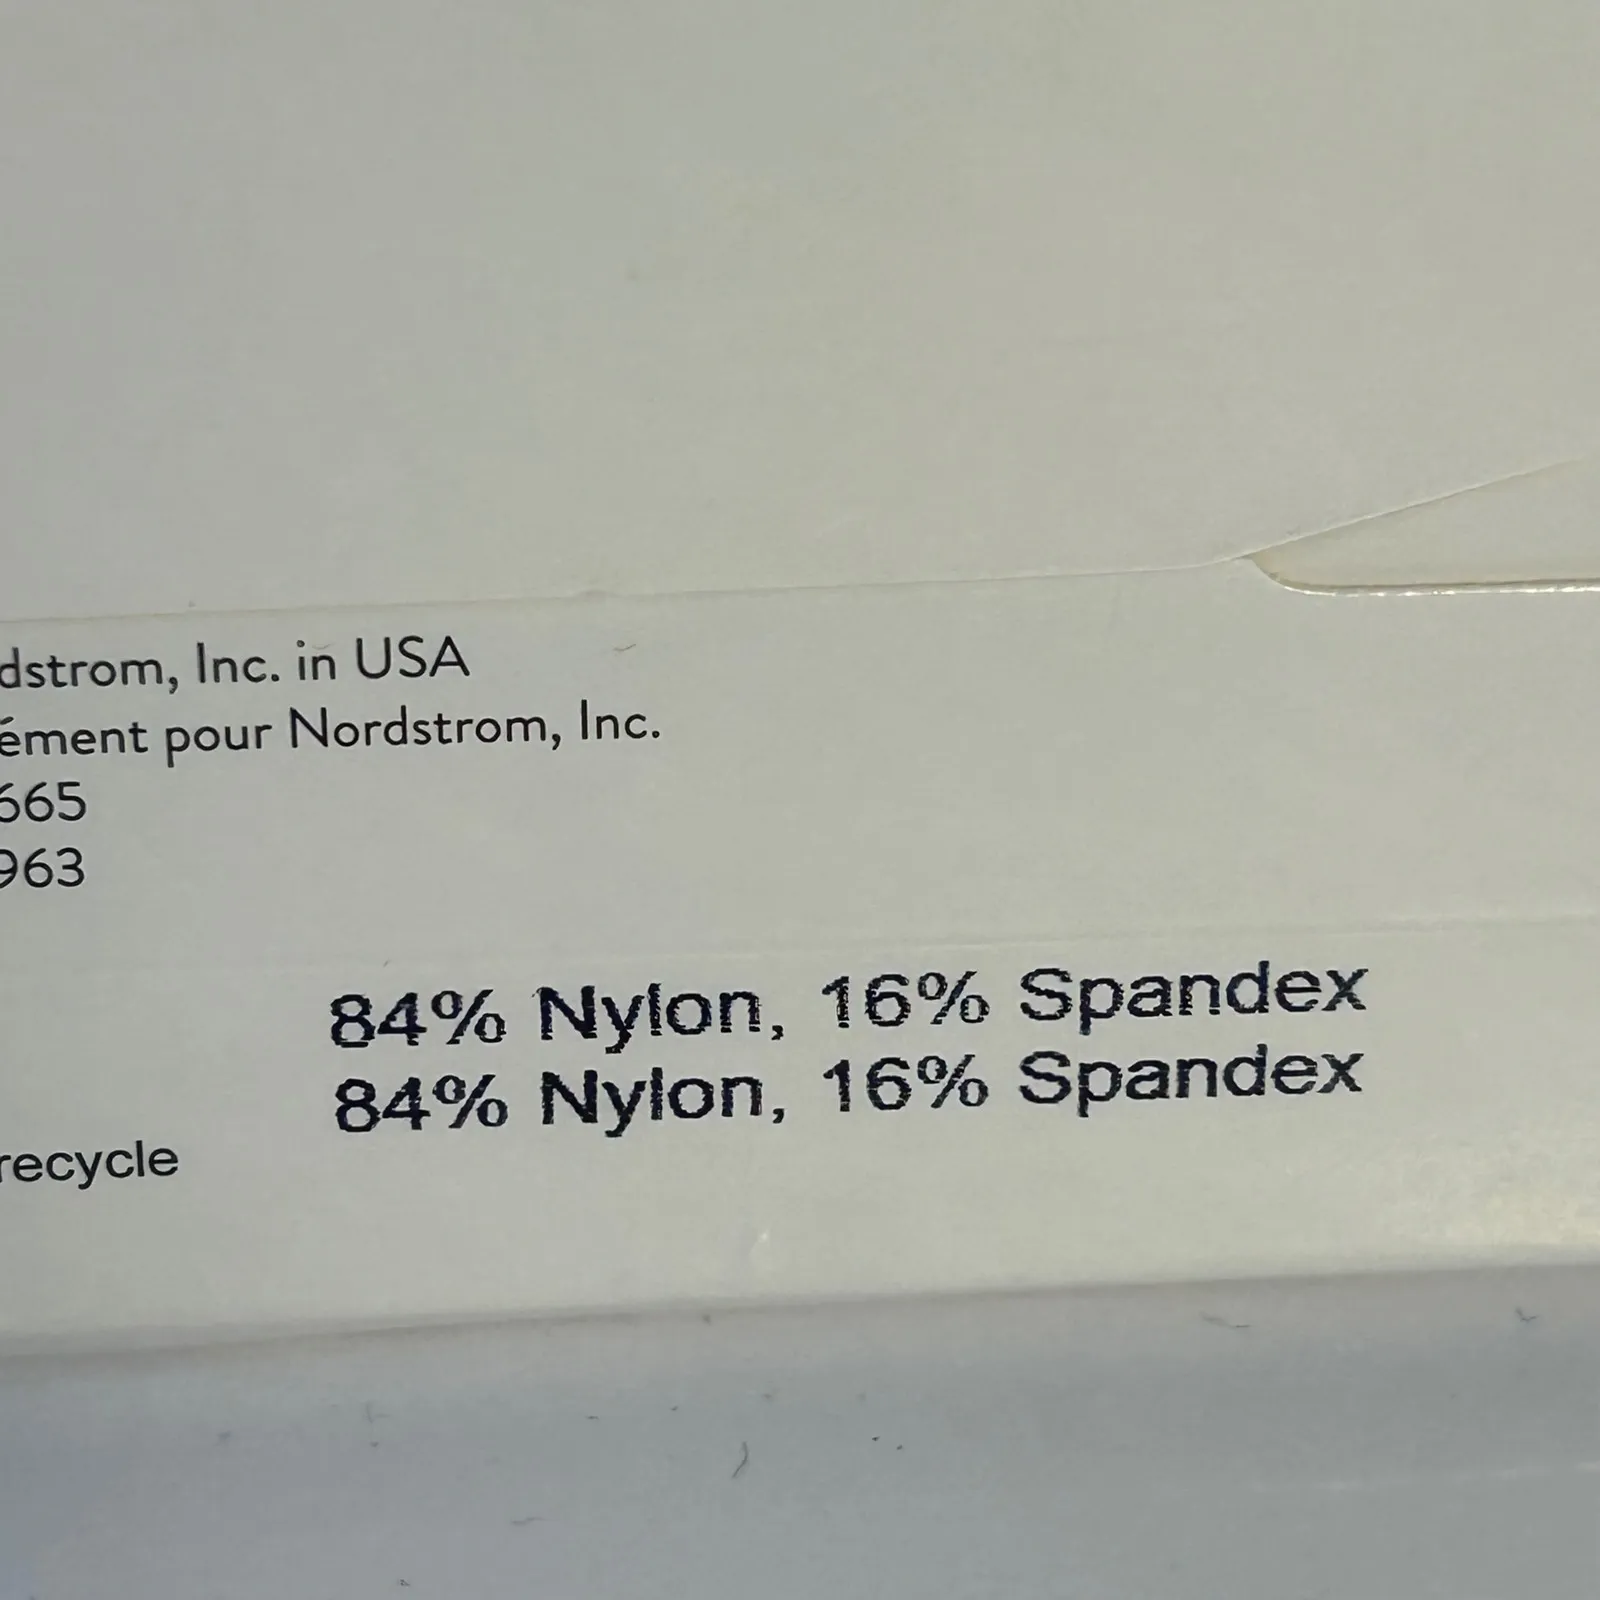 dstrom, Inc. in USA
ément pour Nordstrom, Inc.
665
963
84% Nylon, 16% Spandex
84% Nylon, 16% Spandex
recycle